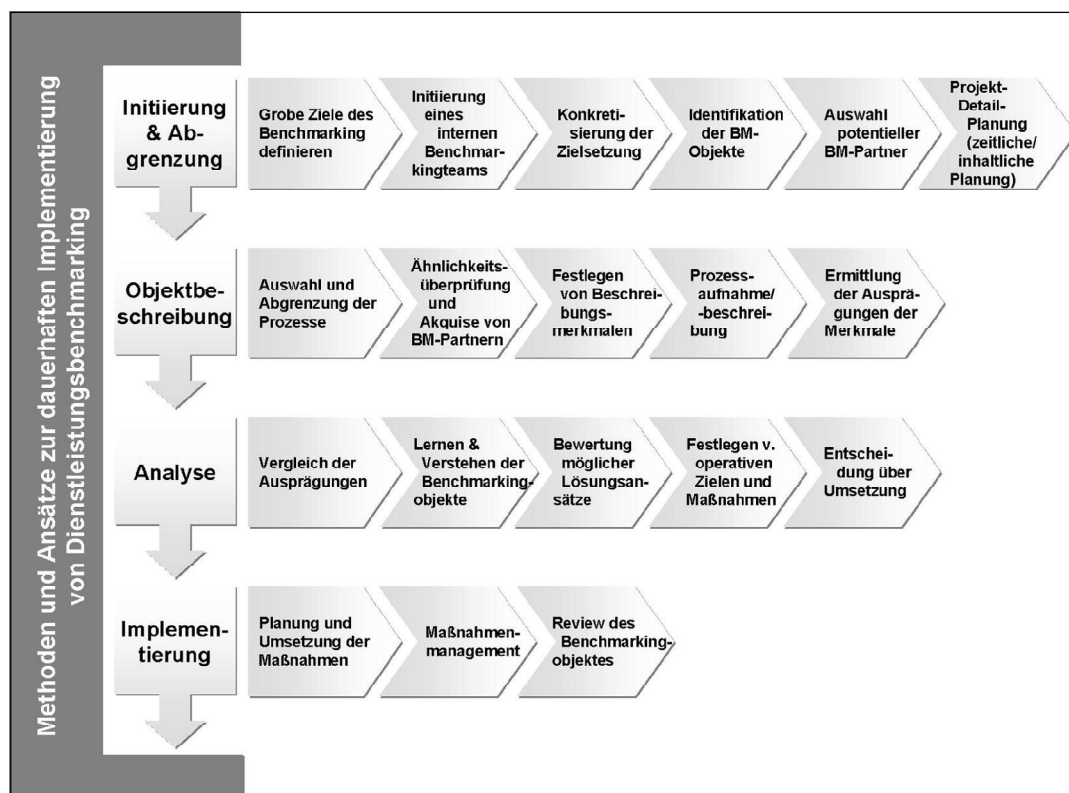 Methoden und Ansätze zur dauerhaften Implementierung
von Dienstleistungsbenchmarking
Initiierung
& Ab-
grenzung
Grobe Ziele des
Benchmarking
definieren
Initiierung
eines
internen
Benchmar-
kingteams
Konkreti-
sierung der
Zielsetzung
Identifikation
der BM-
Objekte
Auswahl
potentieller
BM-Partner
Projekt-
Detail-
Planung
(zeitliche/
inhaltliche
Planung)
Objektbe-
schreibung
Auswahl und
Abgrenzung der
Prozesse
Ähnlichkeits-
überprüfung
und
Akquise von
BM-Partnern
Festlegen
von Beschrei-
bungs-
merkmalen
Prozess-
aufnahme/
-beschrei-
bung
Ermittlung
der Ausprä-
gungen der
Merkmale
Analyse
Vergleich der
Ausprägungen
Lernen &
Verstehen der
Benchmarking-
objekte
Bewertung
möglicher
Lösungsan-
sätze
Festlegen v.
operativen
Zielen und
Maßnahmen
Entschei-
dung über
Umsetzung
Implemen-
tierung
Planung und
Umsetzung der
Maßnahmen
Maßnahmen-
management
Review des
Benchmarking-
objektes